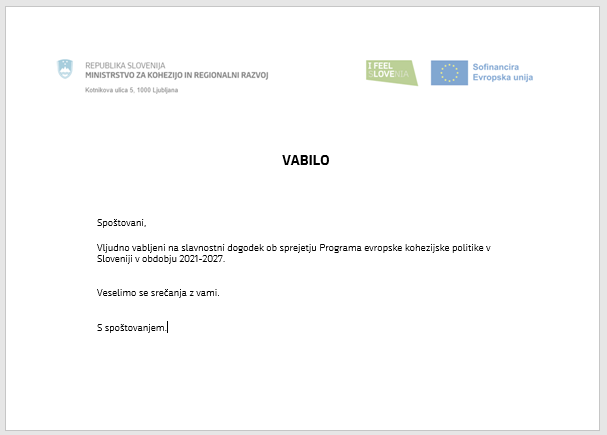 REPUBLIKA SLOVENIJA
MINISTRSTVO ZA KOHEZIJO IN REGIONALNI RAZVOJ
Kotnikova ulica 5, 1000 Ljubljana
I FEEL
SLOVENIA
Sofinancira
Evropska unija
VABILO
Spoštovani,
Vljudno vabljeni na slavnostni dogodek ob sprejetju Programa evropske kohezijske politike v
Sloveniji v obdobju 2021-2027.
Veselimo se srečanja z vami.
S spoštovanjem.